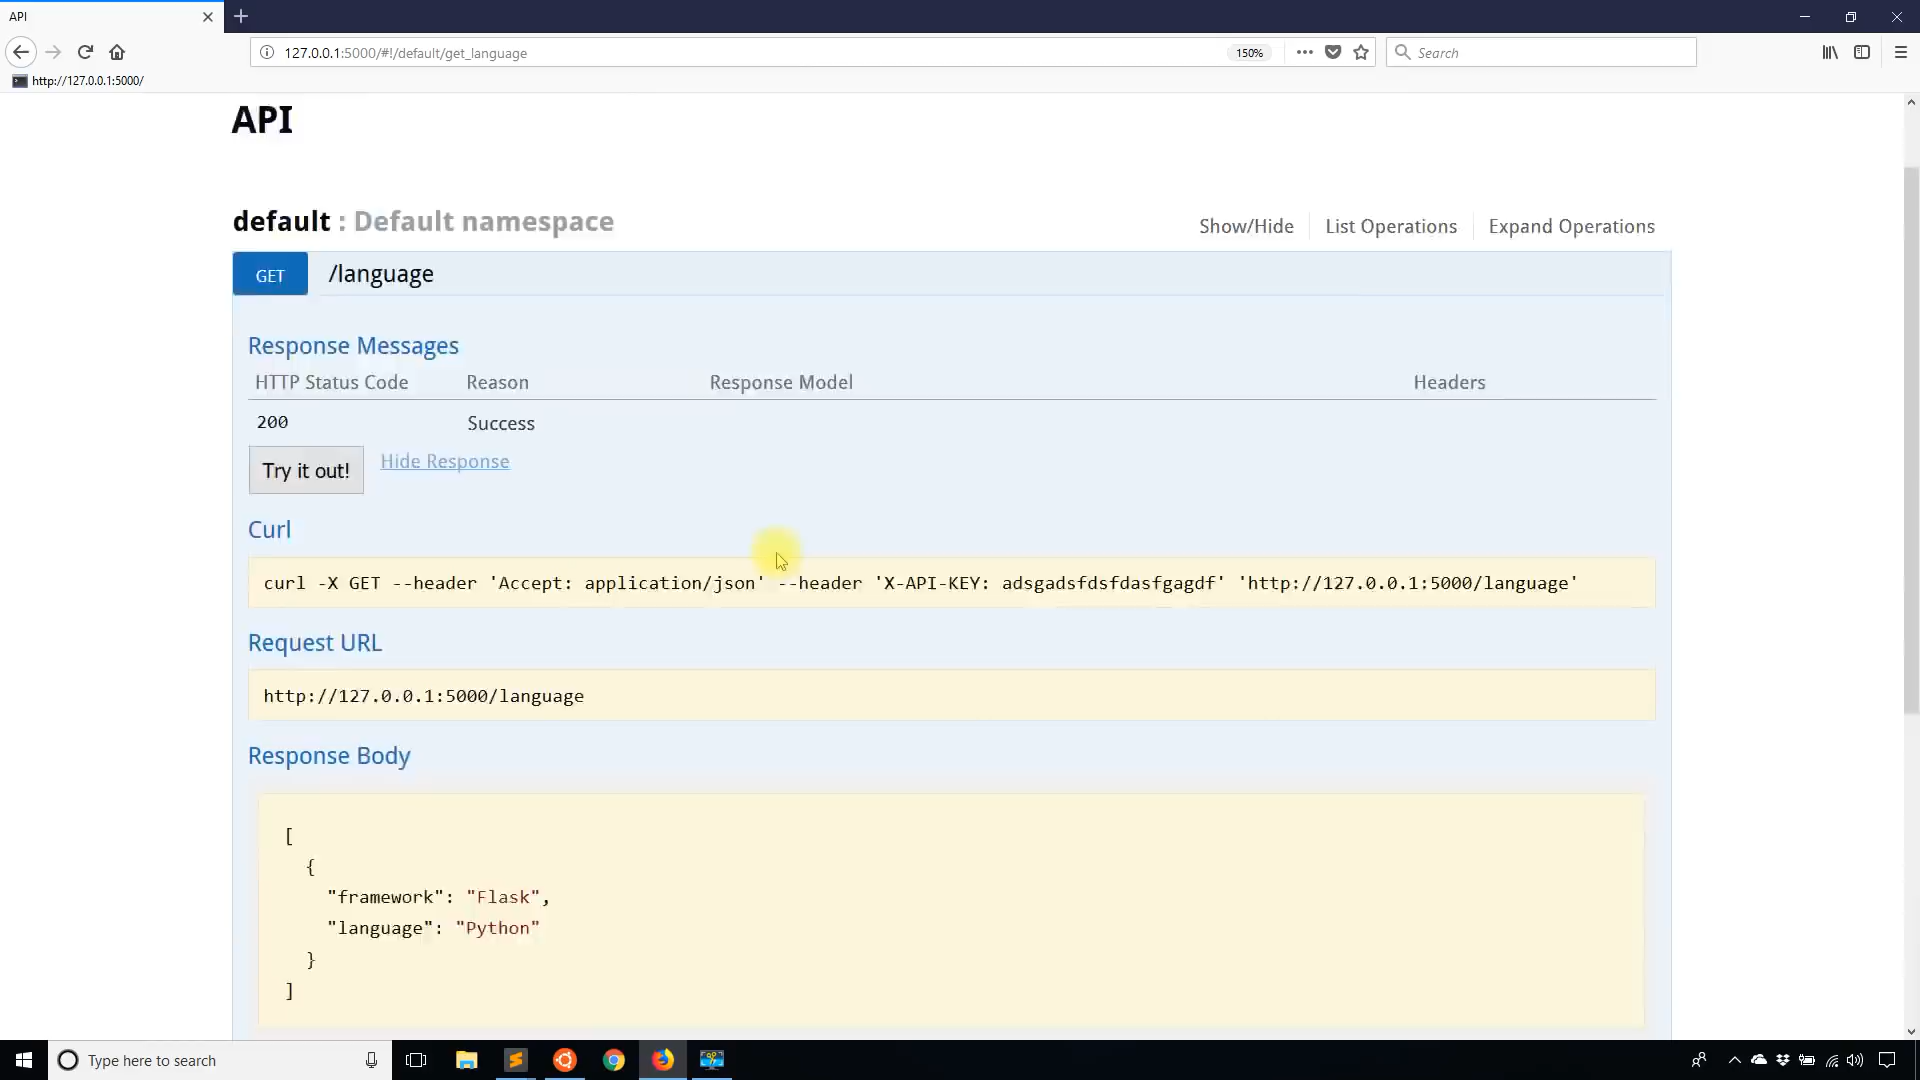 API
127.0.0.1:5000/#!/default/get_language
150%
Search
http://127.0.0.1:5000/
API
default : Default namespace
Show/Hide
List Operations
Expand Operations
GET
/language
Response Messages
HTTP Status Code
Reason
Response Model
Headers
200
Success
Try it out!
Hide Response
Curl
curl -X GET --header 'Accept: application/json' --header 'X-API-KEY: adsgadsfdsfdasfgagdf' 'http://127.0.0.1:5000/language'
Request URL
http://127.0.0.1:5000/language
Response Body
[
{
"framework": "Flask",
"language": "Python"
}
]
Type here to search